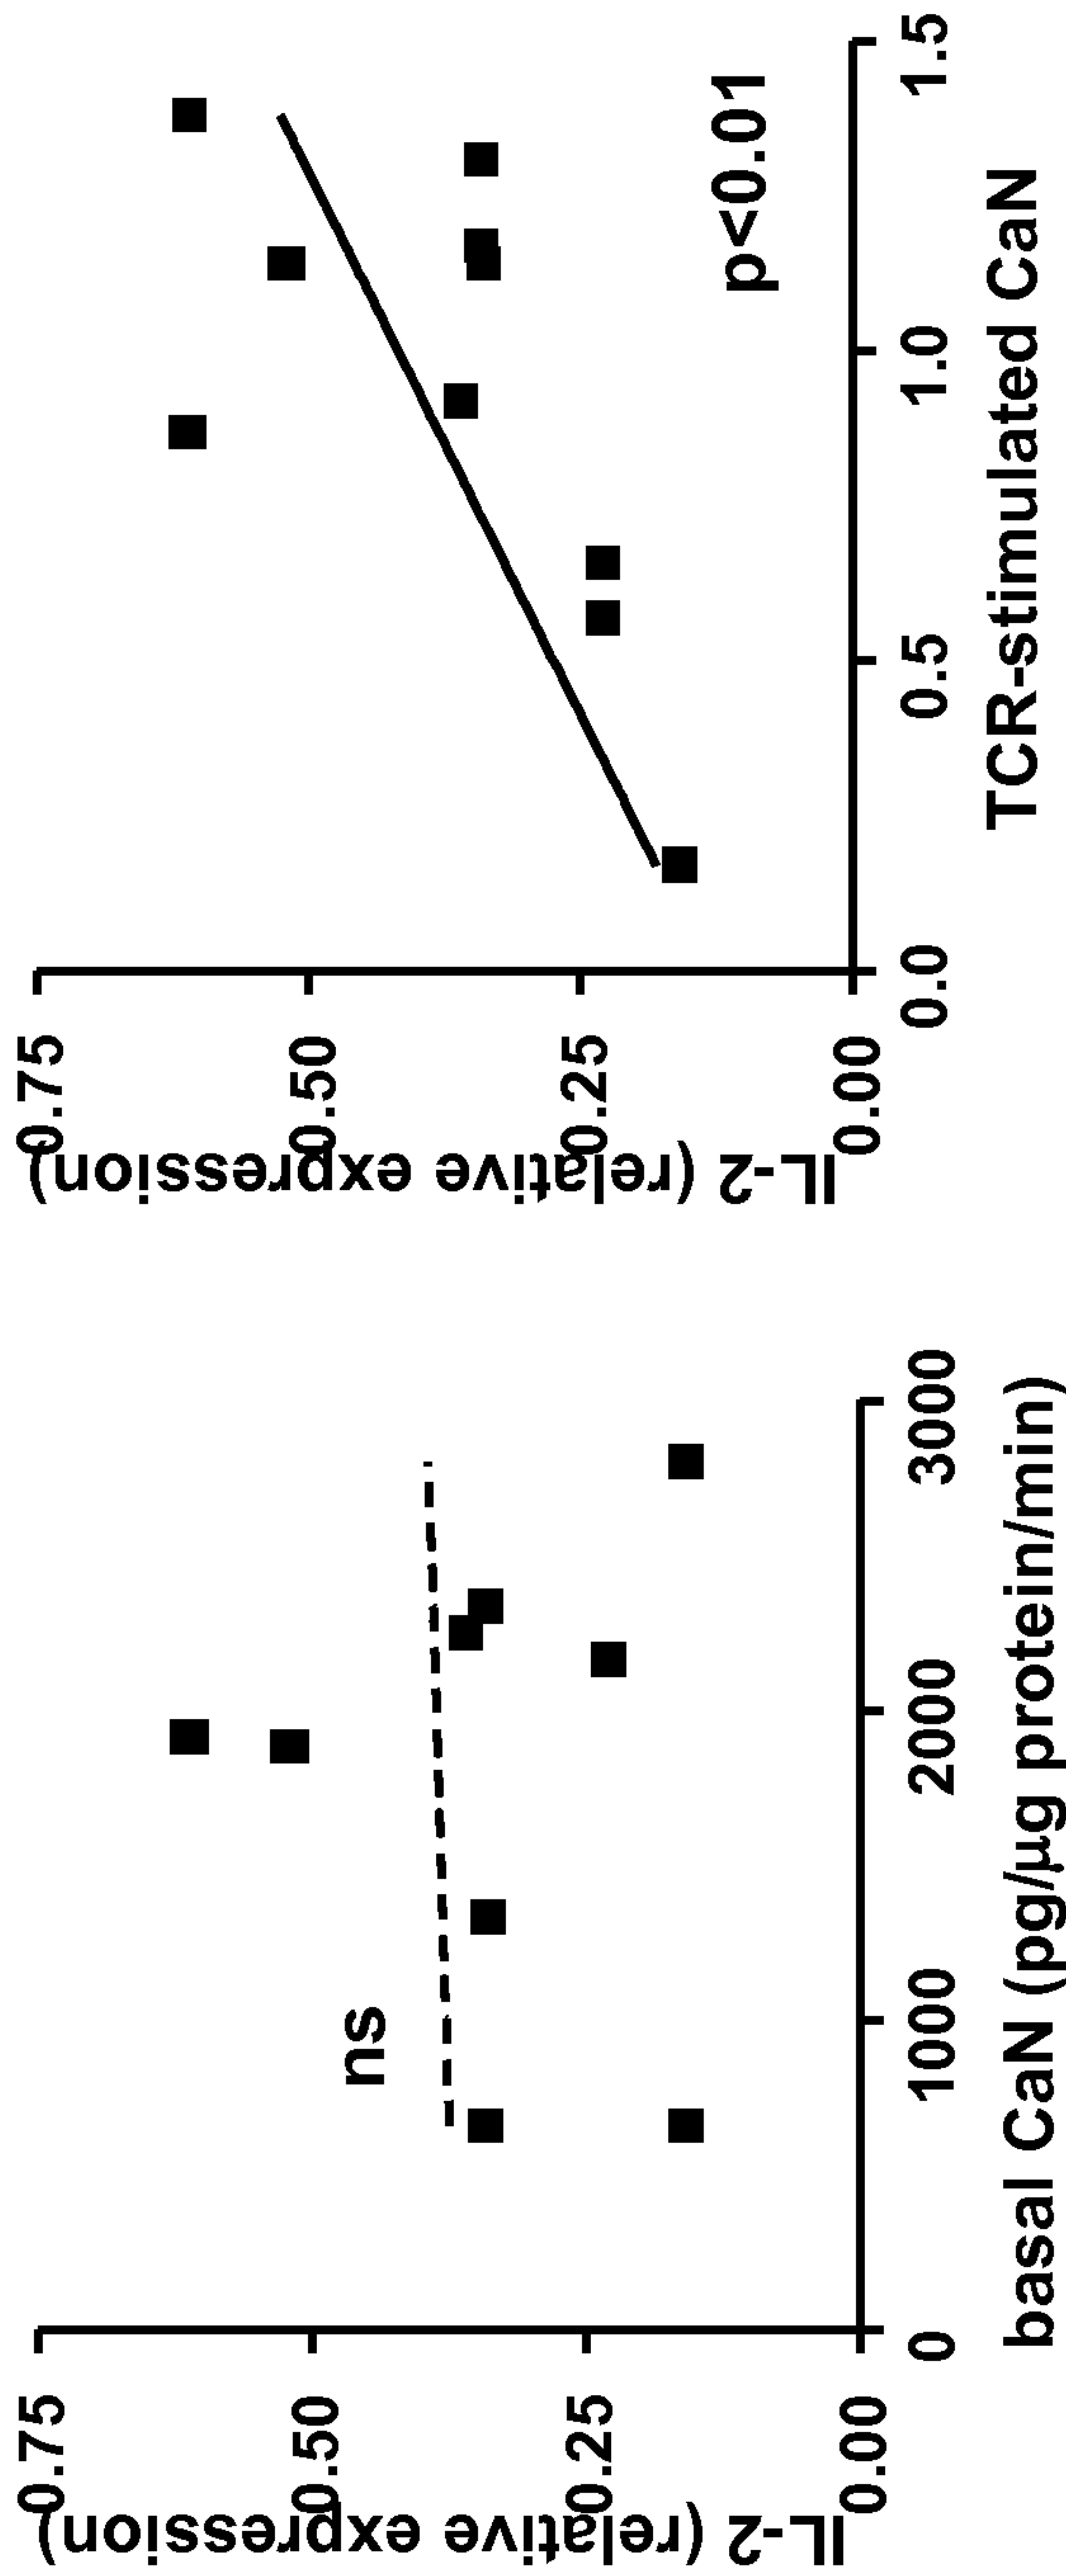 IL-2 (relative expression)
0.75
0.50
0.25
0.00
0
1000
2000
3000
basal CaN (pg/µg protein/min)
ns
IL-2 (relative expression)
0.75
0.50
0.25
0.00
0.0
0.5
1.0
1.5
TCR-stimulated CaN
p<0.01